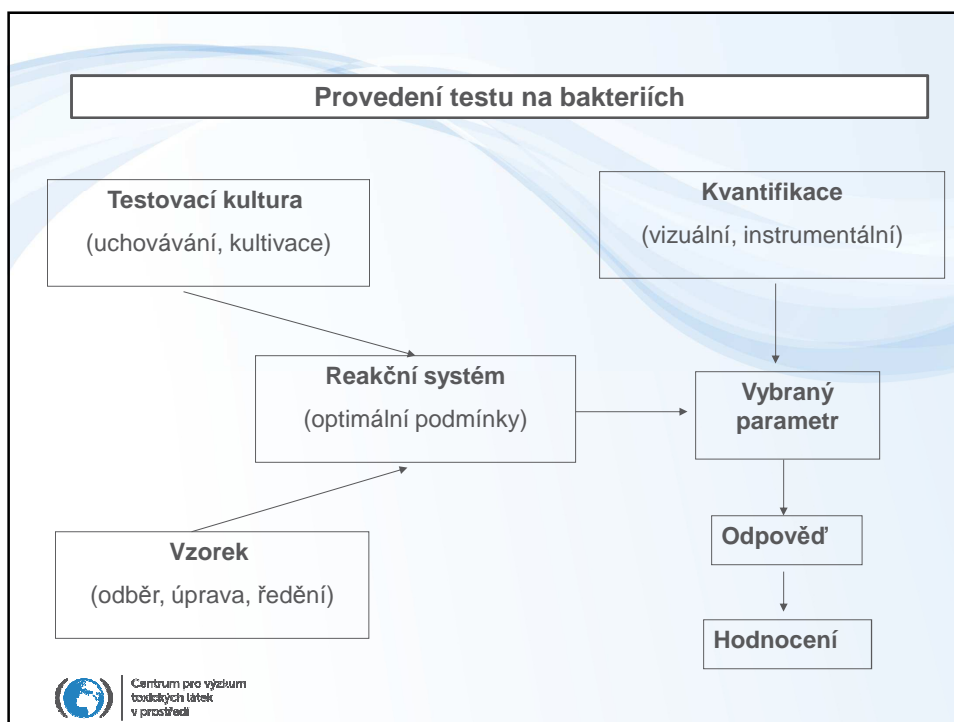 Provedení testu na bakteriích
Testovací kultura
(uchovávání, kultivace)
Kvantifikace
(vizuální, instrumentální)
Reakční systém
(optimální podmínky)
Vybraný
parametr
Vzorek
(odběr, úprava, ředění)
Odpověď
Hodnocení
Centrum pro výzkum
toxických látek
v prostředí